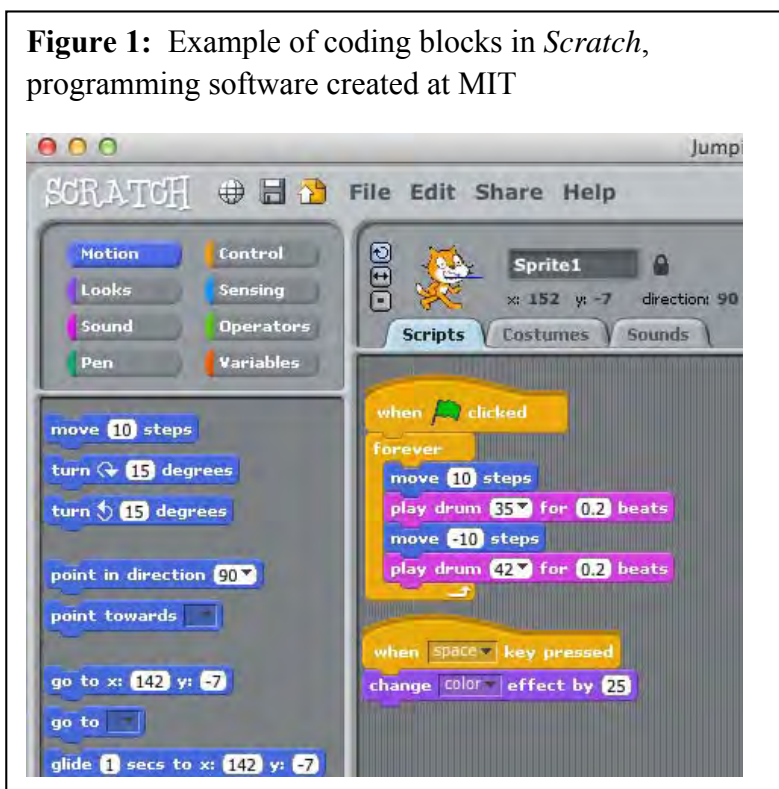 Figure 1: Example of coding blocks in Scratch,
programming software created at MIT
Jumpi
SCRATCH File Edit Share Help
Motion Control
Looks Sensing
Sound Operators
Pen Variables
Sprite1
x: 152 y: -7 direction: 90
Scripts Costumes Sounds
move 10 steps
turn 15 degrees
turn 15 degrees
point in direction 90
point towards
go to x: 142 y: -7
go to
glide 1 secs to x: 142 y: -7
when clicked
forever
move 10 steps
play drum 35 for 0.2 beats
move -10 steps
play drum 42 for 0.2 beats
when space key pressed
change color effect by 25